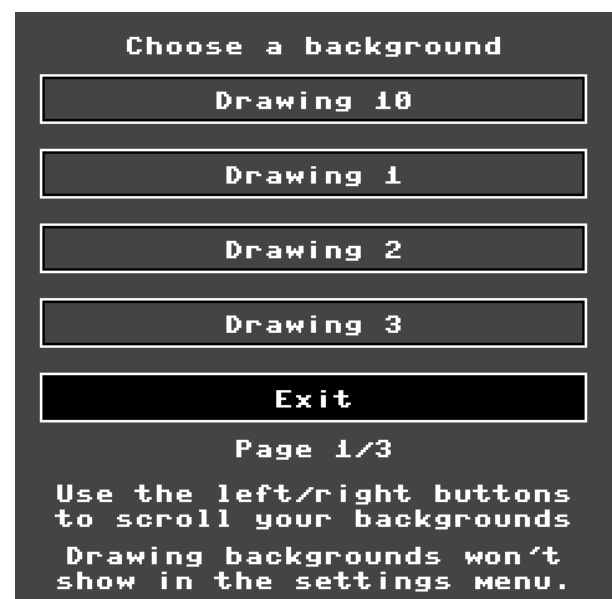 Choose a background
Drawing 10
Drawing 1
Drawing 2
Drawing 3
Exit
Page 1/3
Use the left/right buttons
to scroll your backgrounds
Drawing backgrounds won't
show in the settings menu.